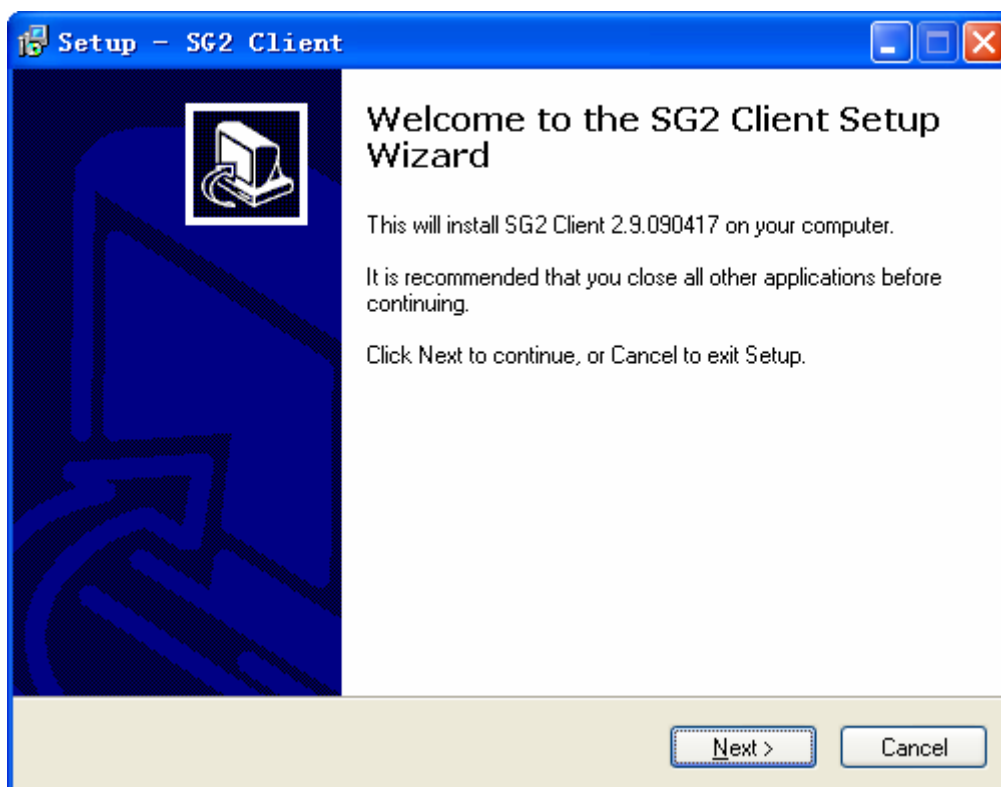 Setup - SG2 Client
Welcome to the SG2 Client Setup
Wizard
This will install SG2 Client 2.9.090417 on your computer.
It is recommended that you close all other applications before
continuing.
Click Next to continue, or Cancel to exit Setup.
Next >
Cancel